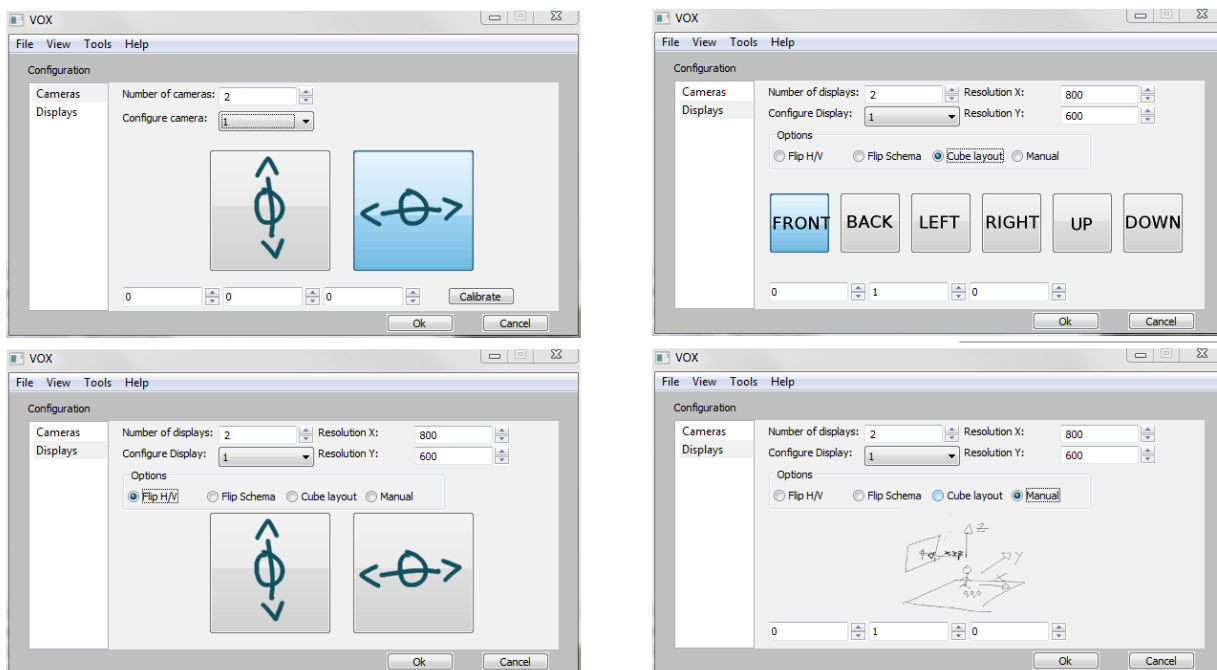 VOX
File View Tools Help
Configuration
Cameras
Displays
Number of cameras: 2
Configure camera: 1
0 0 0 Calibrate
Ok Cancel
VOX
File View Tools Help
Configuration
Cameras
Displays
Number of displays: 2 Resolution X: 800
Configure Display: 1 Resolution Y: 600
Options
Flip H/V Flip Schema Cube layout Manual
FRONT BACK LEFT RIGHT UP DOWN
0 1 0
Ok Cancel
VOX
File View Tools Help
Configuration
Cameras
Displays
Number of displays: 2 Resolution X: 800
Configure Display: 1 Resolution Y: 600
Options
Flip H/V Flip Schema Cube layout Manual
Ok Cancel
VOX
File View Tools Help
Configuration
Cameras
Displays
Number of displays: 2 Resolution X: 800
Configure Display: 1 Resolution Y: 600
Options
Flip H/V Flip Schema Cube layout Manual
Z
Y
X
0 1 0
Ok Cancel